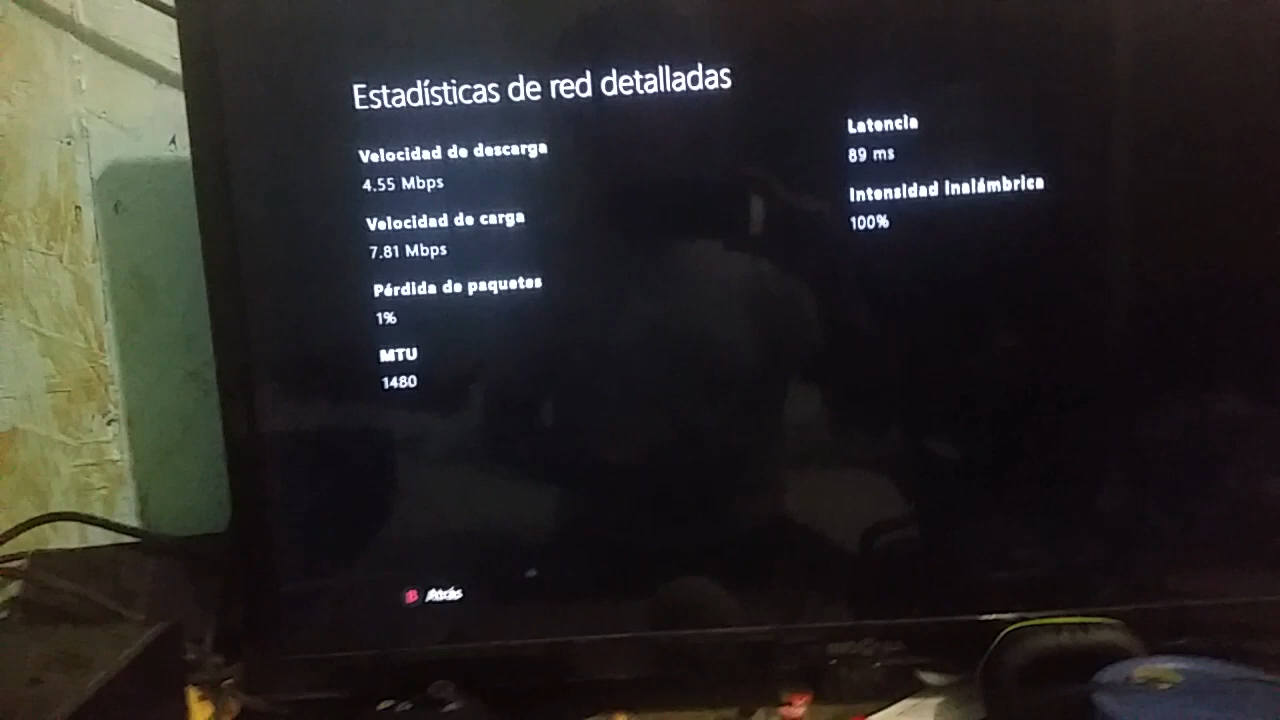 Estadísticas de red detalladas
Velocidad de descarga
4.55 Mbps
Velocidad de carga
7.81 Mbps
Pérdida de paquetes
1%
MTU
1480
Latencia
89 ms
Intensidad inalámbrica
100%
B Atrás